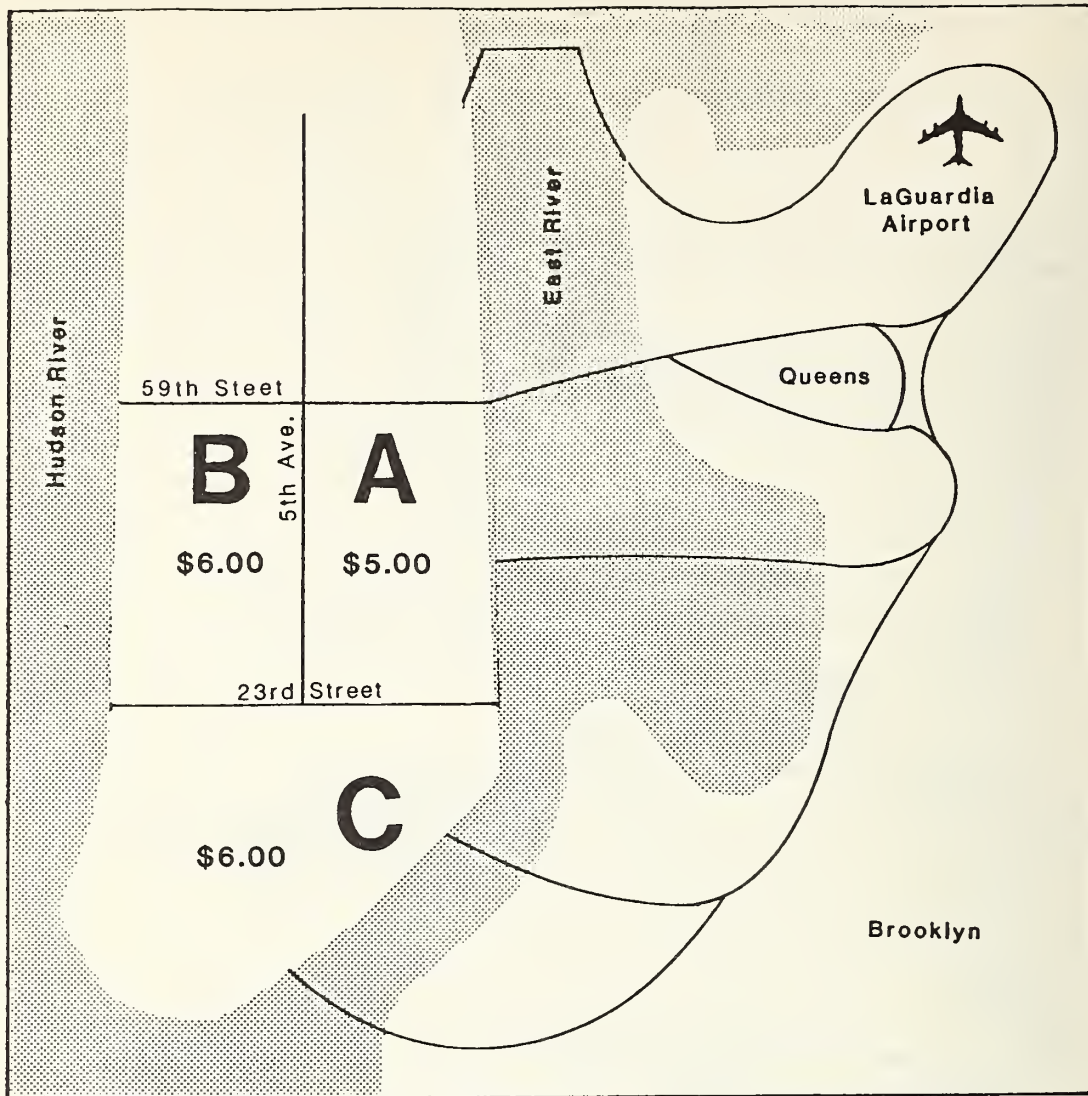 LaGuardia
Airport
East River
Hudson River
59th Steet
Queens
B
A
5th Ave.
$6.00
$5.00
23rd Street
C
$6.00
Brooklyn